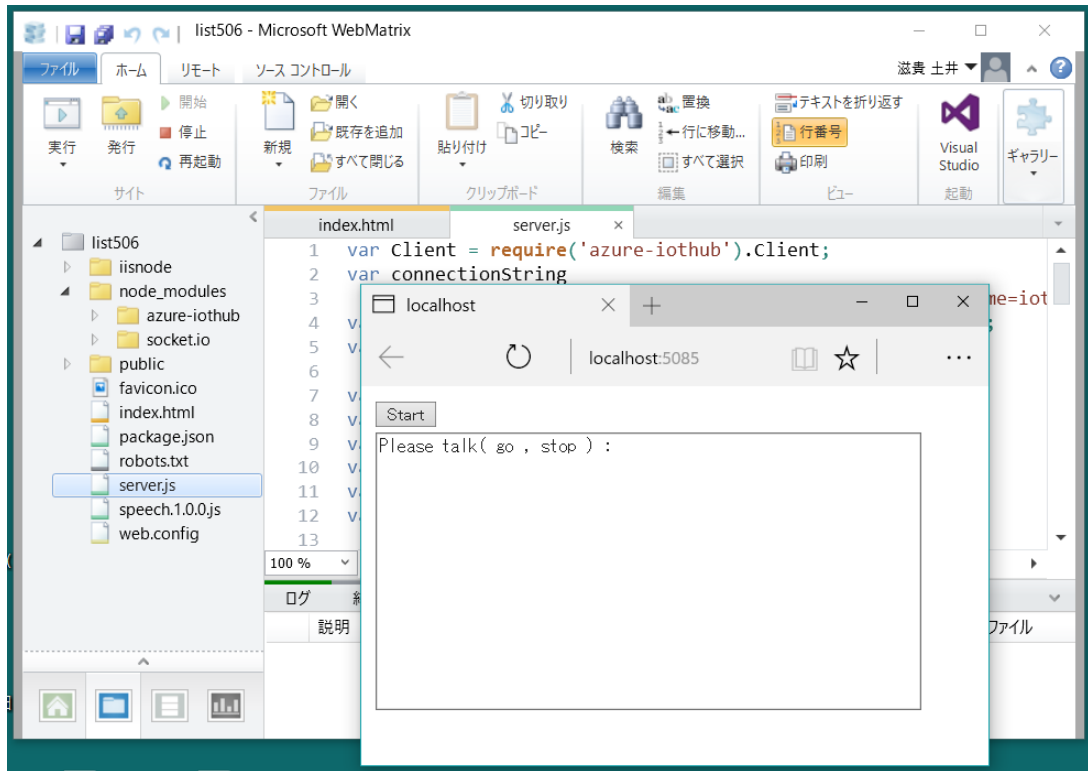 list506 - Microsoft WebMatrix
ファイル ホーム リモート ソース コントロール 滋貴 土井
実行
発行
開始
停止
再起動
サイト
新規
開く
既存を追加
すべて閉じる
ファイル
貼り付け
切り取り
コピー
クリップボード
検索
置換
行に移動...
すべて選択
編集
テキストを折り返す
行番号
印刷
ビュー
Visual
Studio
起動
ギャラリー
list506
iisnode
node_modules
azure-iothub
socket.io
public
favicon.ico
index.html
package.json
robots.txt
server.js
speech.1.0.0.js
web.config
index.html server.js
1 var Client = require('azure-iothub').Client;
2 var connectionString
3 me=iot
4 v
5 v
6
7 v
8 v
9 v
10 v
11 v
12 v
13
100 %
ログ
説明 ファイル
localhost
localhost:5085
Start
Please talk( go , stop ) :